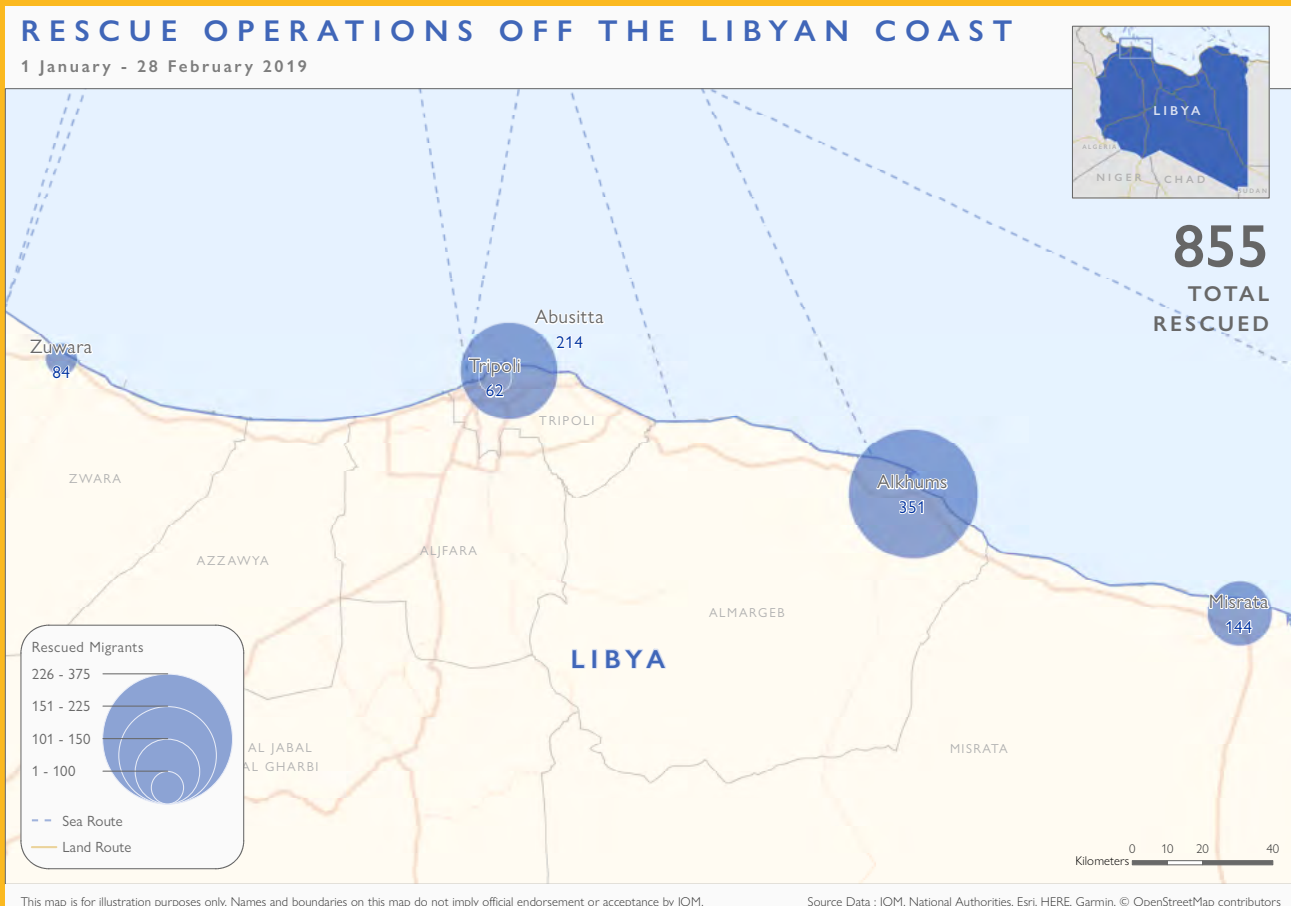 RESCUE OPERATIONS OFF THE LIBYAN COAST
1 January - 28 February 2019
LIBYA
ALGERIA
NIGER
CHAD
SUDAN
855
TOTAL
RESCUED
Abusitta
214
Zuwara
84
Tripoli
62
TRIPOLI
ZWARA
Alkhums
351
AZZAWYA
ALJFARA
ALMARGEB
Misrata
144
LIBYA
AL JABAL
AL GHARBI
MISRATA
Rescued Migrants
226 - 375
151 - 225
101 - 150
1 - 100
Sea Route
Land Route
0 10 20 40
Kilometers
This map is for illustration purposes only. Names and boundaries on this map do not imply official endorsement or acceptance by IOM.
Source Data : IOM, National Authorities, Esri, HERE, Garmin, © OpenStreetMap contributors